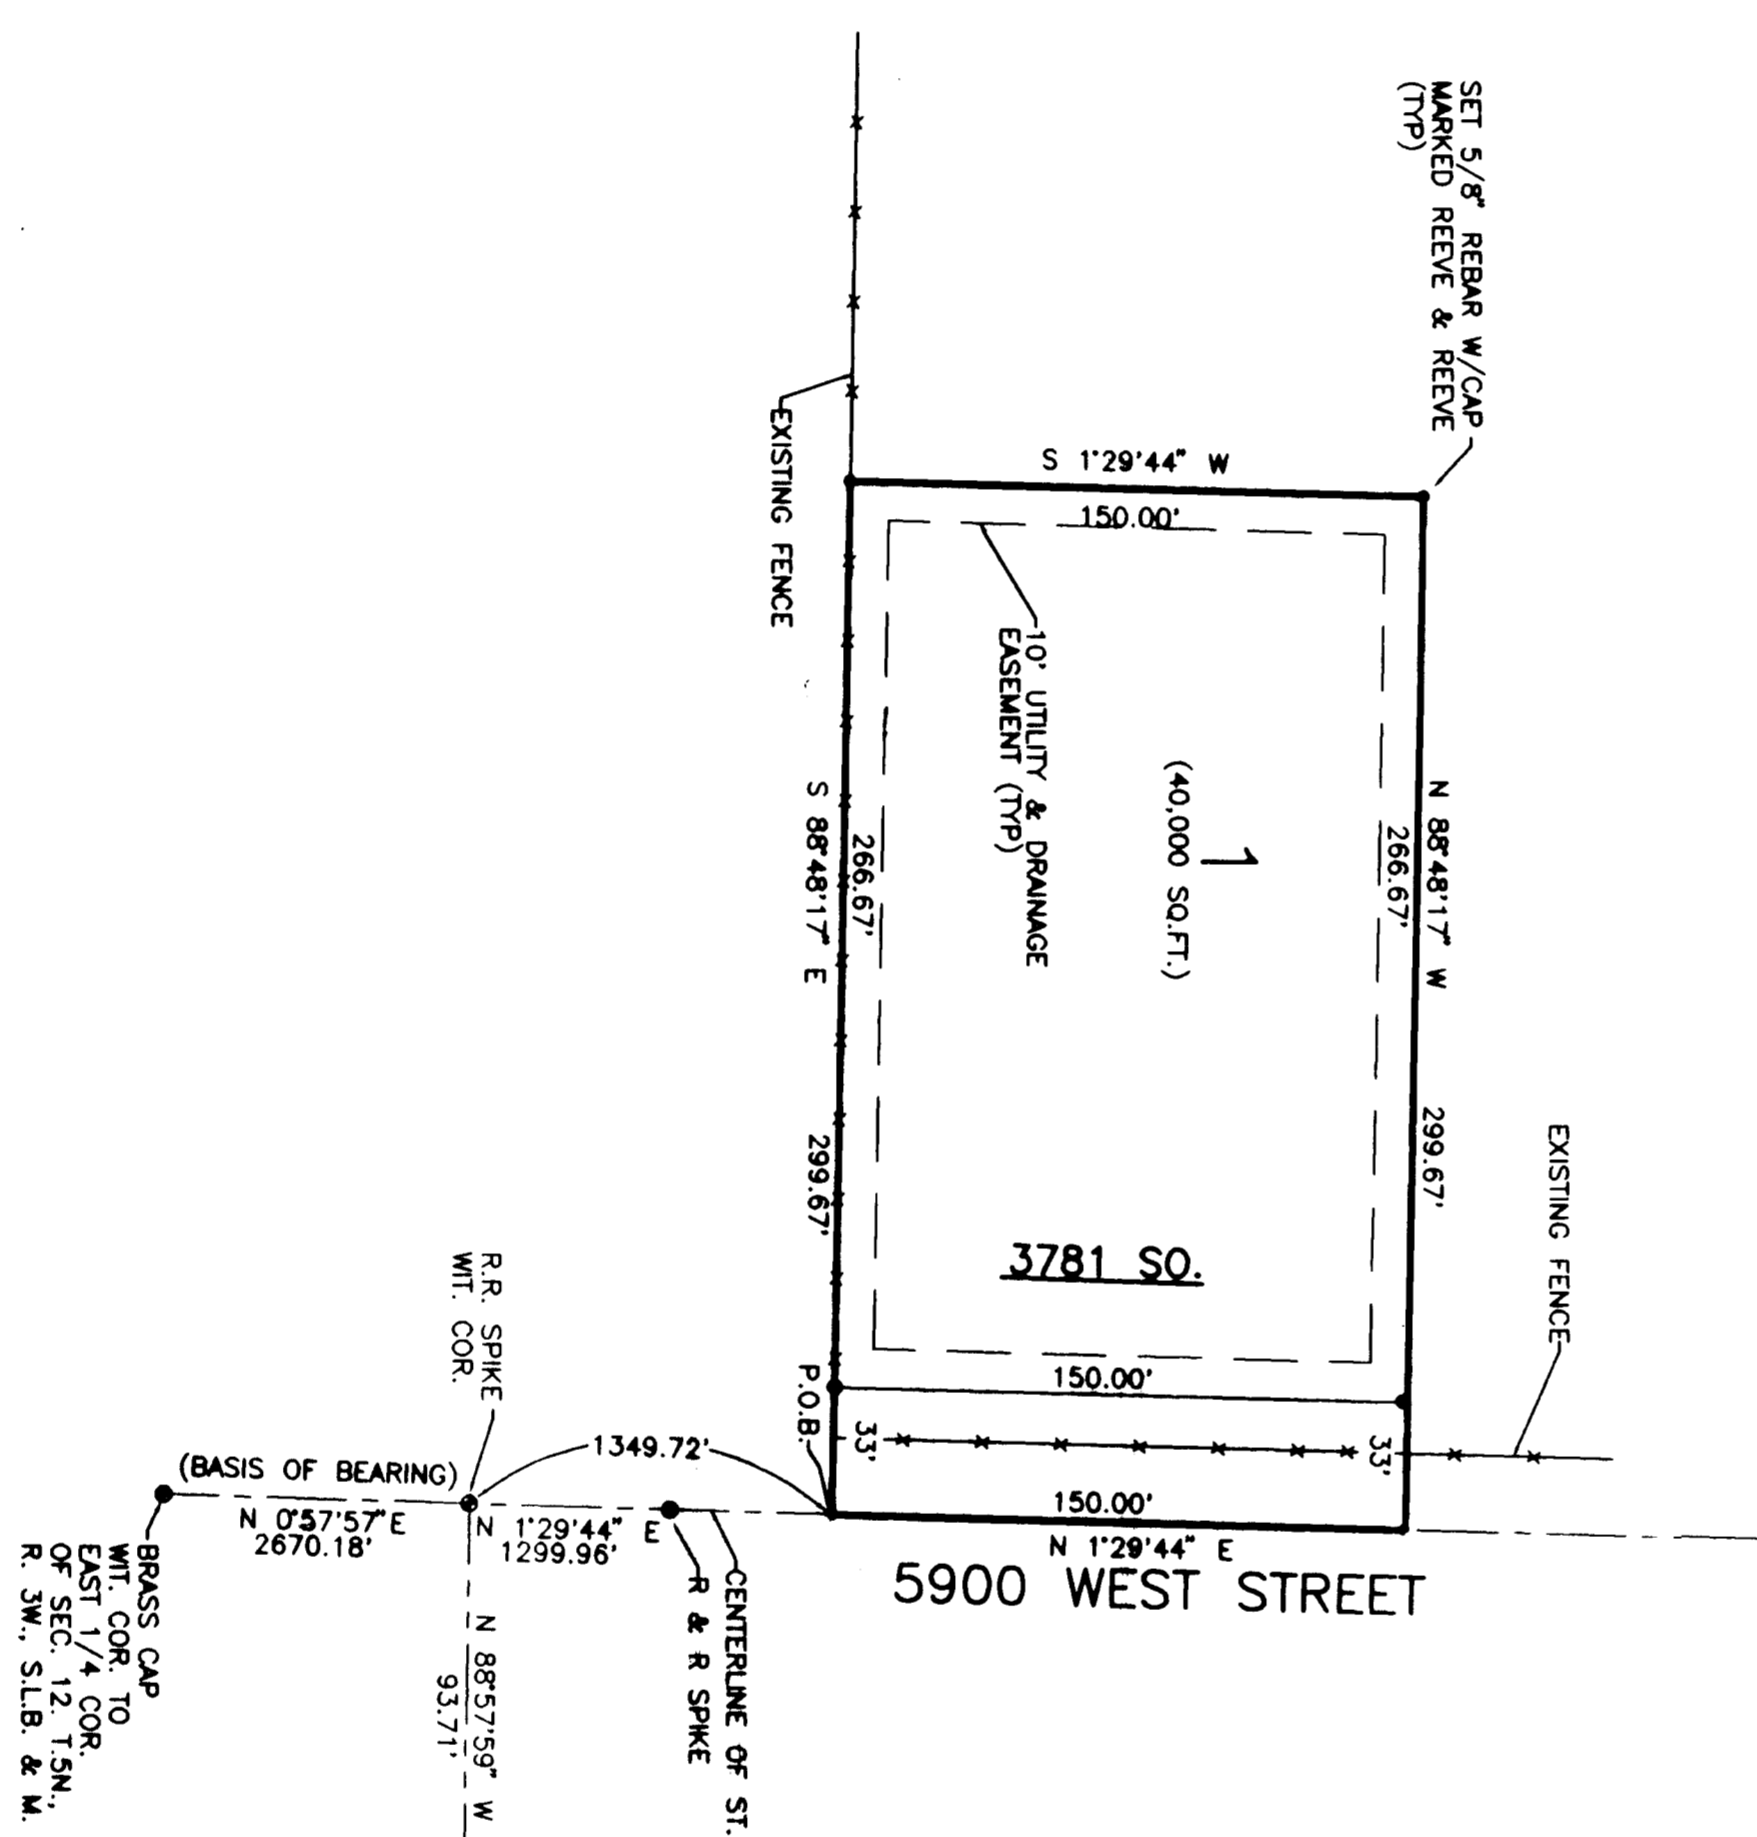 SET 5/8" REBAR W/CAP
MARKED REEVE & REEVE
(TYP)
S 1°29'44" W
150.00'
EXISTING FENCE
10' UTILITY & DRAINAGE
EASEMENT (TYP)
1
(40,000 SQ.FT.)
N 88°48'17" W
266.67'
299.67'
S 88°48'17" E
266.67'
299.67'
EXISTING FENCE
3781 SO.
150.00'
P.O.B.
33'
33'
150.00'
N 1°29'44" E
5900 WEST STREET
R.R. SPIKE
WIT. COR.
1349.72'
(BASIS OF BEARING)
N 0°57'57"E
2670.18'
N 1°29'44" E
1299.96'
CENTERLINE OF ST.
R & R SPIKE
N 88°57'59" W
93.71'
BRASS CAP
WIT. COR. TO
EAST 1/4 COR.
OF SEC. 12. T.5N.,
R. 3W., S.L.B. & M.